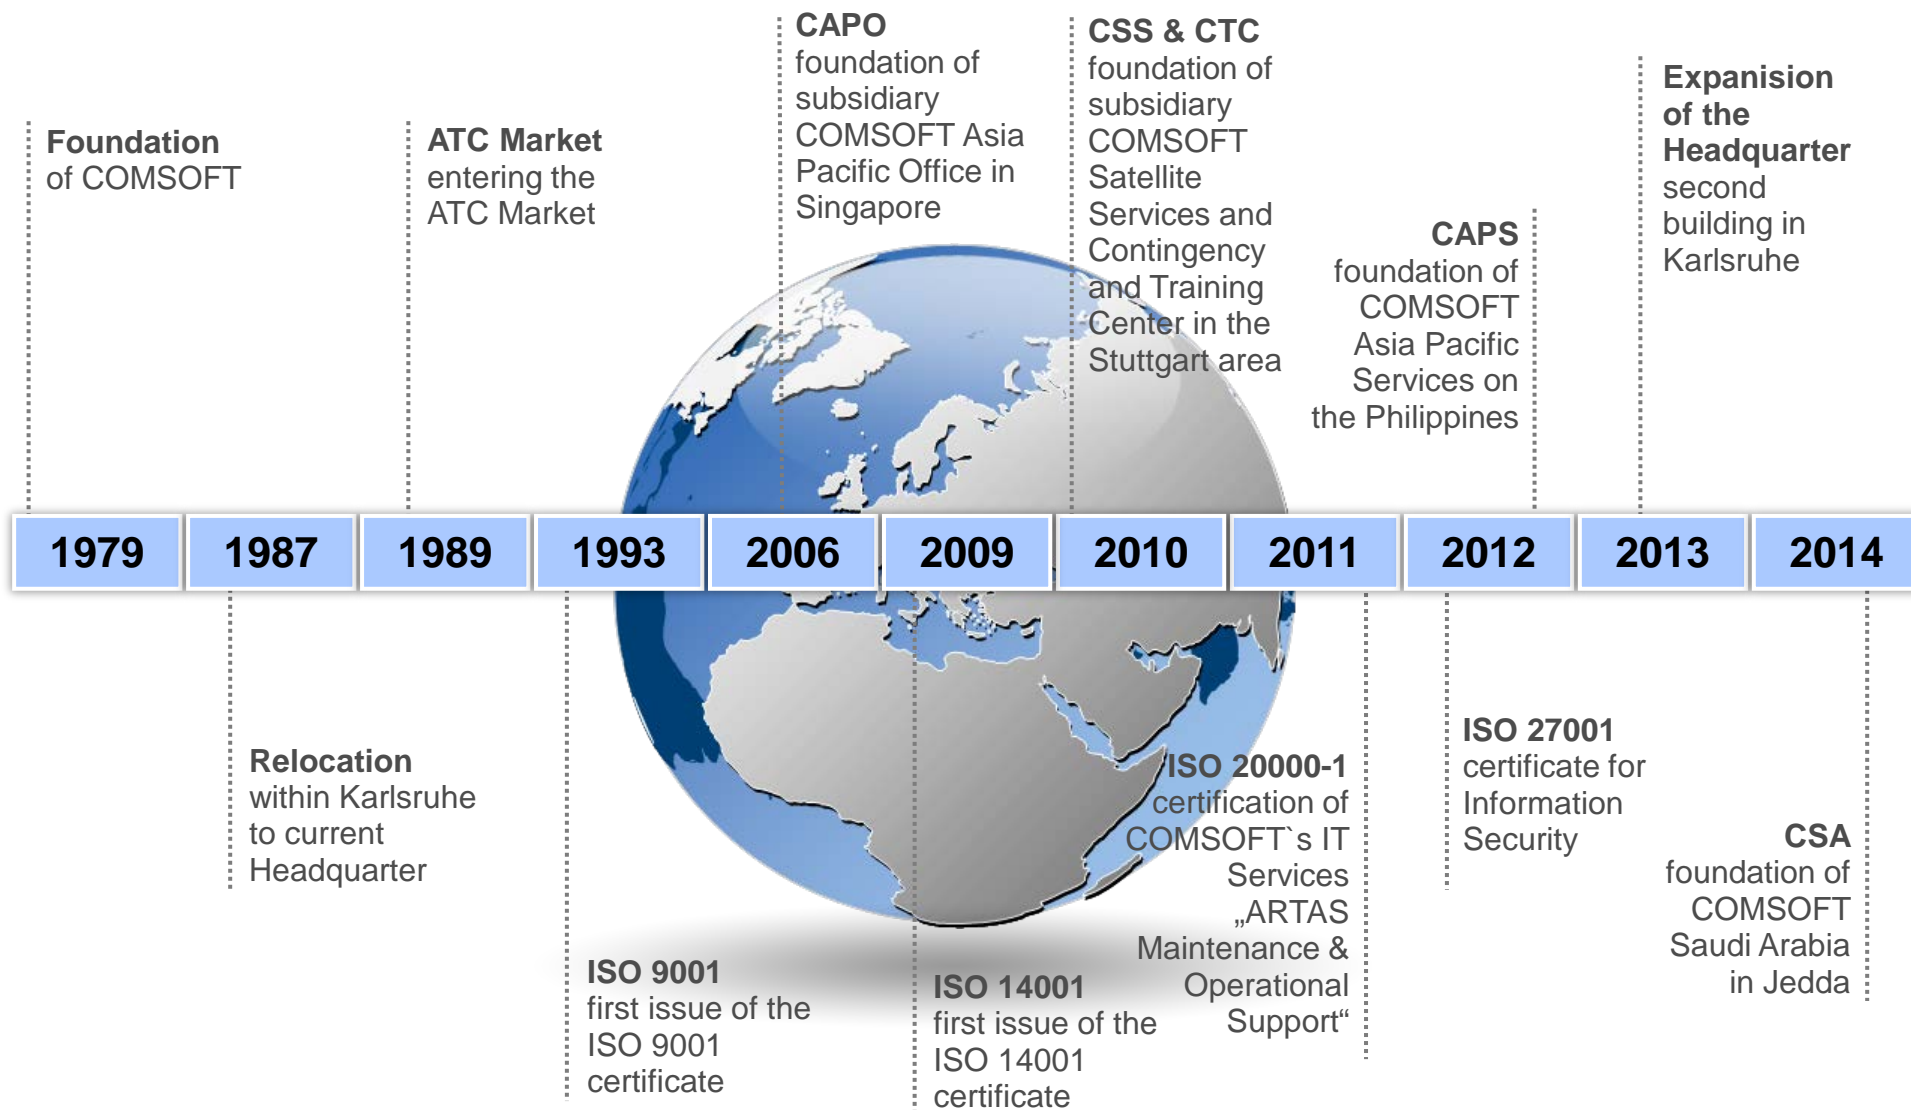 CAPO
foundation of
subsidiary
COMSOFT Asia
Pacific Office in
Singapore
CSS & CTC
foundation of
subsidiary
COMSOFT
Satellite
Services and
Contingency
and Training
Center in the
Stuttgart area
Expanision
of the
Headquarter
second
building in
Karlsruhe
Foundation
of COMSOFT
ATC Market
entering the
ATC Market
CAPS
foundation of
COMSOFT
Asia Pacific
Services on
the Philippines
1979 1987 1989 1993 2006 2009 2010 2011 2012 2013 2014
Relocation
within Karlsruhe
to current
Headquarter
ISO 9001
first issue of the
ISO 9001
certificate
ISO 14001
first issue of the
ISO 14001
certificate
ISO 20000-1
certification of
COMSOFT`s IT
Services
„ARTAS
Maintenance &
Operational
Support“
ISO 27001
certificate for
Information
Security
CSA
foundation of
COMSOFT
Saudi Arabia
in Jedda